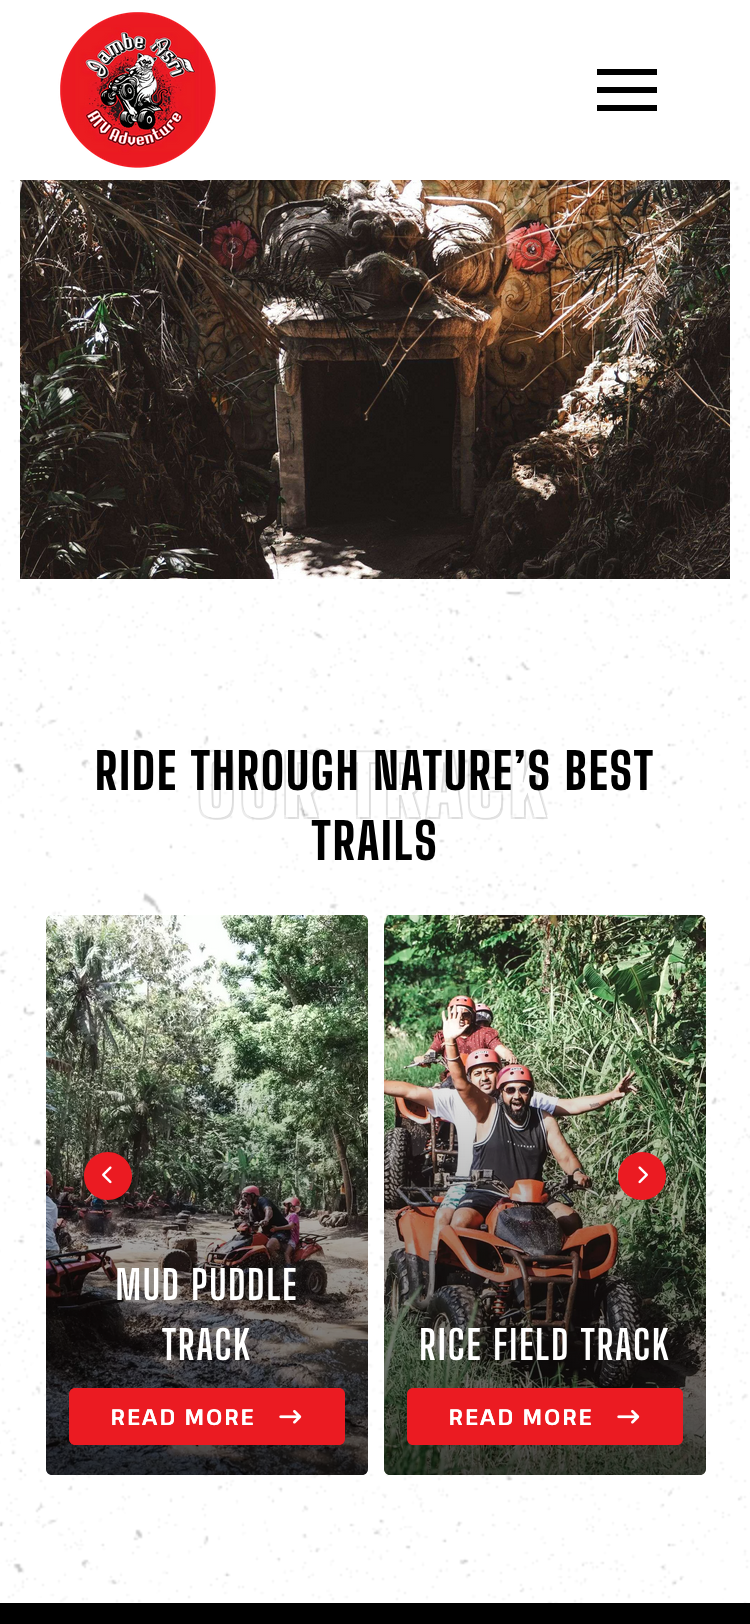 Jambe Asri
ATV Adventure
OUR TRACK
RIDE THROUGH NATURE’S BEST
TRAILS
MUD PUDDLE
TRACK
READ MORE
RICE FIELD TRACK
READ MORE